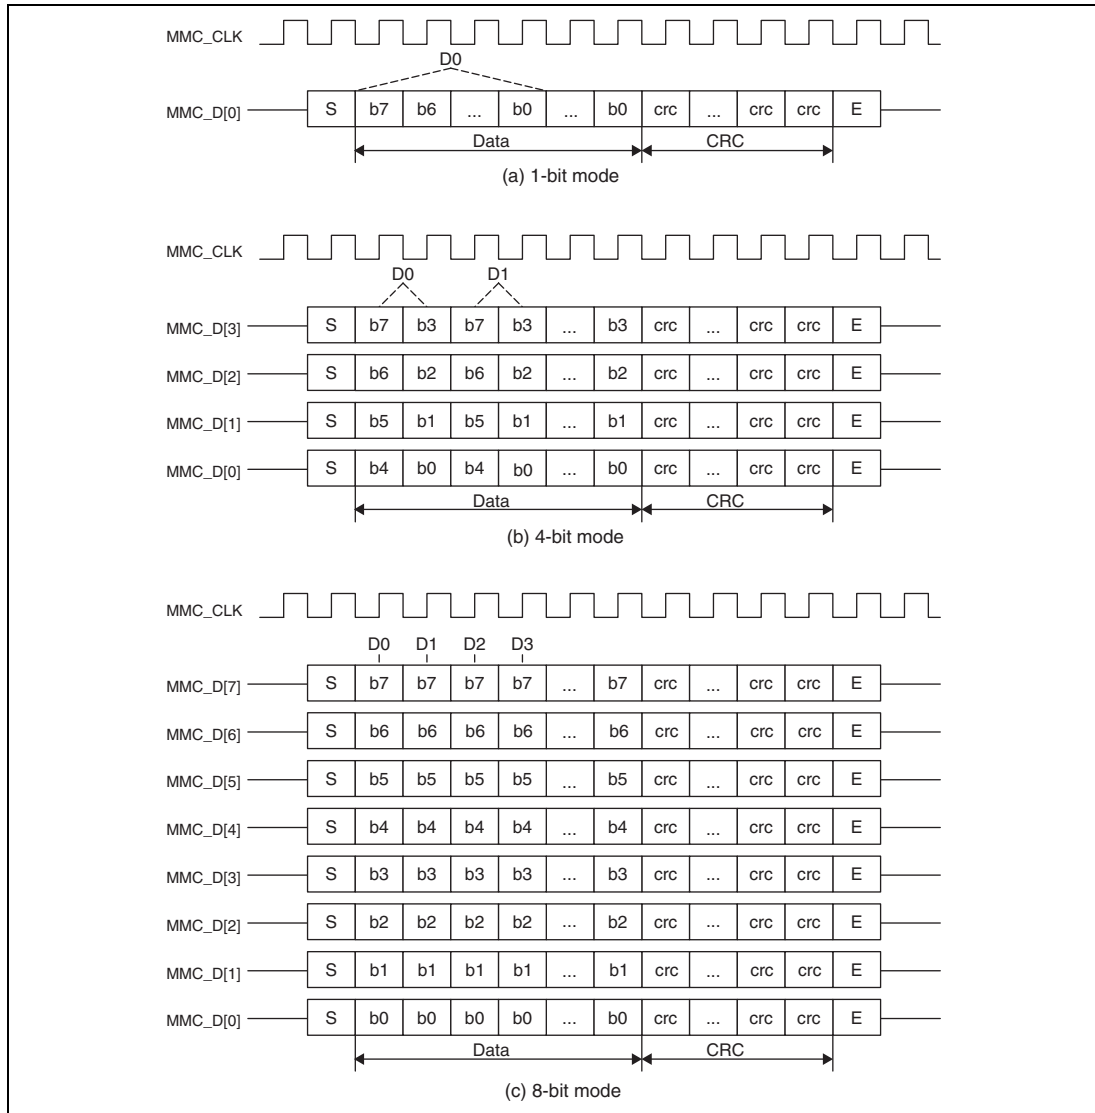 MMC_CLK
D0
MMC_D[0] S b7 b6 ... b0 ... b0 crc ... crc crc E
Data CRC
(a) 1-bit mode
MMC_CLK
D0 D1
MMC_D[3] S b7 b3 b7 b3 ... b3 crc ... crc crc E
MMC_D[2] S b6 b2 b6 b2 ... b2 crc ... crc crc E
MMC_D[1] S b5 b1 b5 b1 ... b1 crc ... crc crc E
MMC_D[0] S b4 b0 b4 b0 ... b0 crc ... crc crc E
Data CRC
(b) 4-bit mode
MMC_CLK
D0 D1 D2 D3
MMC_D[7] S b7 b7 b7 b7 ... b7 crc ... crc crc E
MMC_D[6] S b6 b6 b6 b6 ... b6 crc ... crc crc E
MMC_D[5] S b5 b5 b5 b5 ... b5 crc ... crc crc E
MMC_D[4] S b4 b4 b4 b4 ... b4 crc ... crc crc E
MMC_D[3] S b3 b3 b3 b3 ... b3 crc ... crc crc E
MMC_D[2] S b2 b2 b2 b2 ... b2 crc ... crc crc E
MMC_D[1] S b1 b1 b1 b1 ... b1 crc ... crc crc E
MMC_D[0] S b0 b0 b0 b0 ... b0 crc ... crc crc E
Data CRC
(c) 8-bit mode